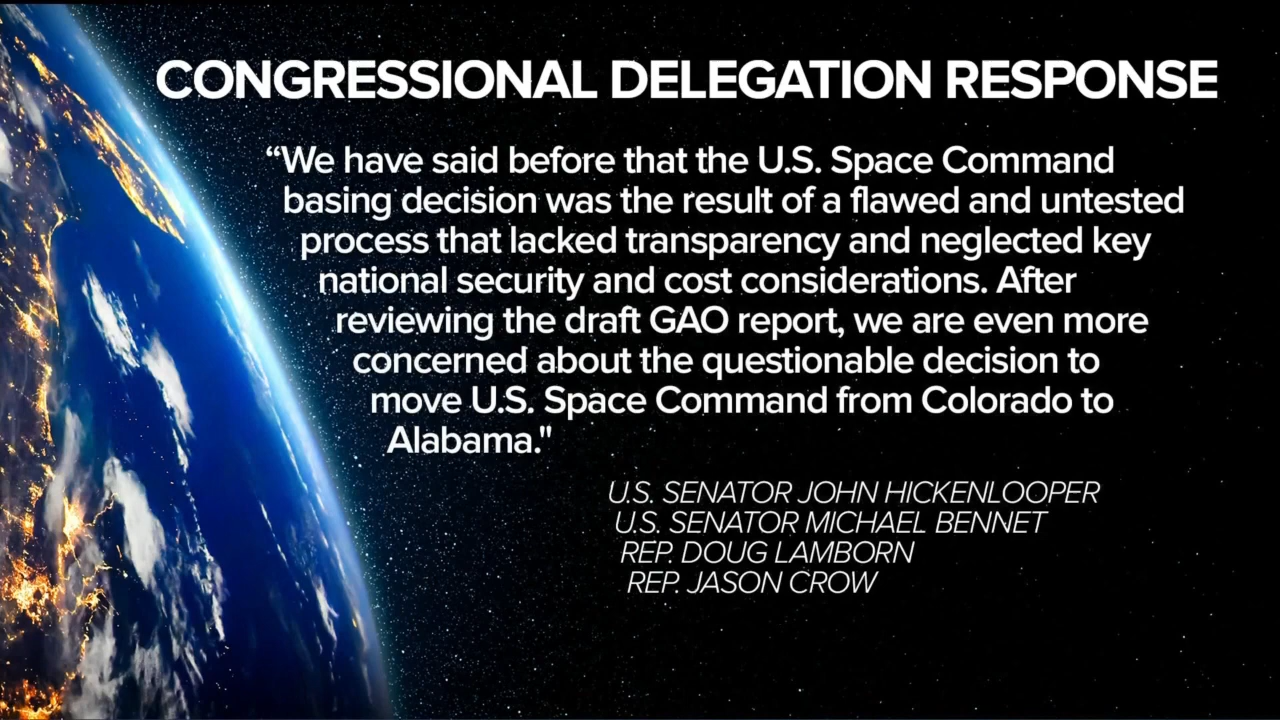 CONGRESSIONAL DELEGATION RESPONSE
“We have said before that the U.S. Space Command
basing decision was the result of a flawed and untested
process that lacked transparency and neglected key
national security and cost considerations. After
reviewing the draft GAO report, we are even more
concerned about the questionable decision to
move U.S. Space Command from Colorado to
Alabama."
U.S. SENATOR JOHN HICKENLOOPER
U.S. SENATOR MICHAEL BENNET
REP. DOUG LAMBORN
REP. JASON CROW